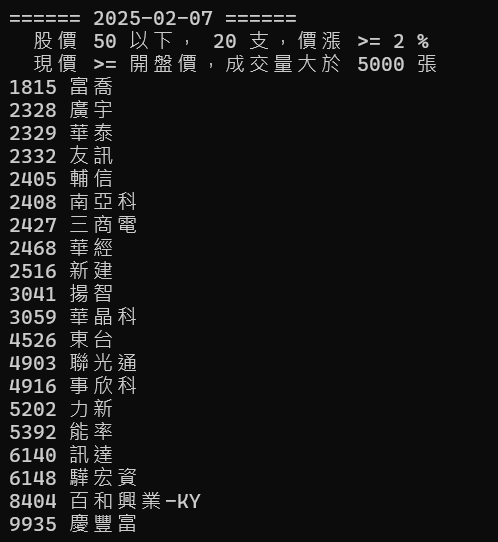 ====== 2025-02-07 ======
股價 50 以下， 20 支，價漲 >= 2 %
現價 >= 開盤價，成交量大於 5000 張
1815 富喬
2328 廣宇
2329 華泰
2332 友訊
2405 輔信
2408 南亞科
2427 三商電
2468 華經
2516 新建
3041 揚智
3059 華晶科
4526 東台
4903 聯光通
4916 事欣科
5202 力新
5392 能率
6140 訊達
6148 驊宏資
8404 百和興業-KY
9935 慶豐富